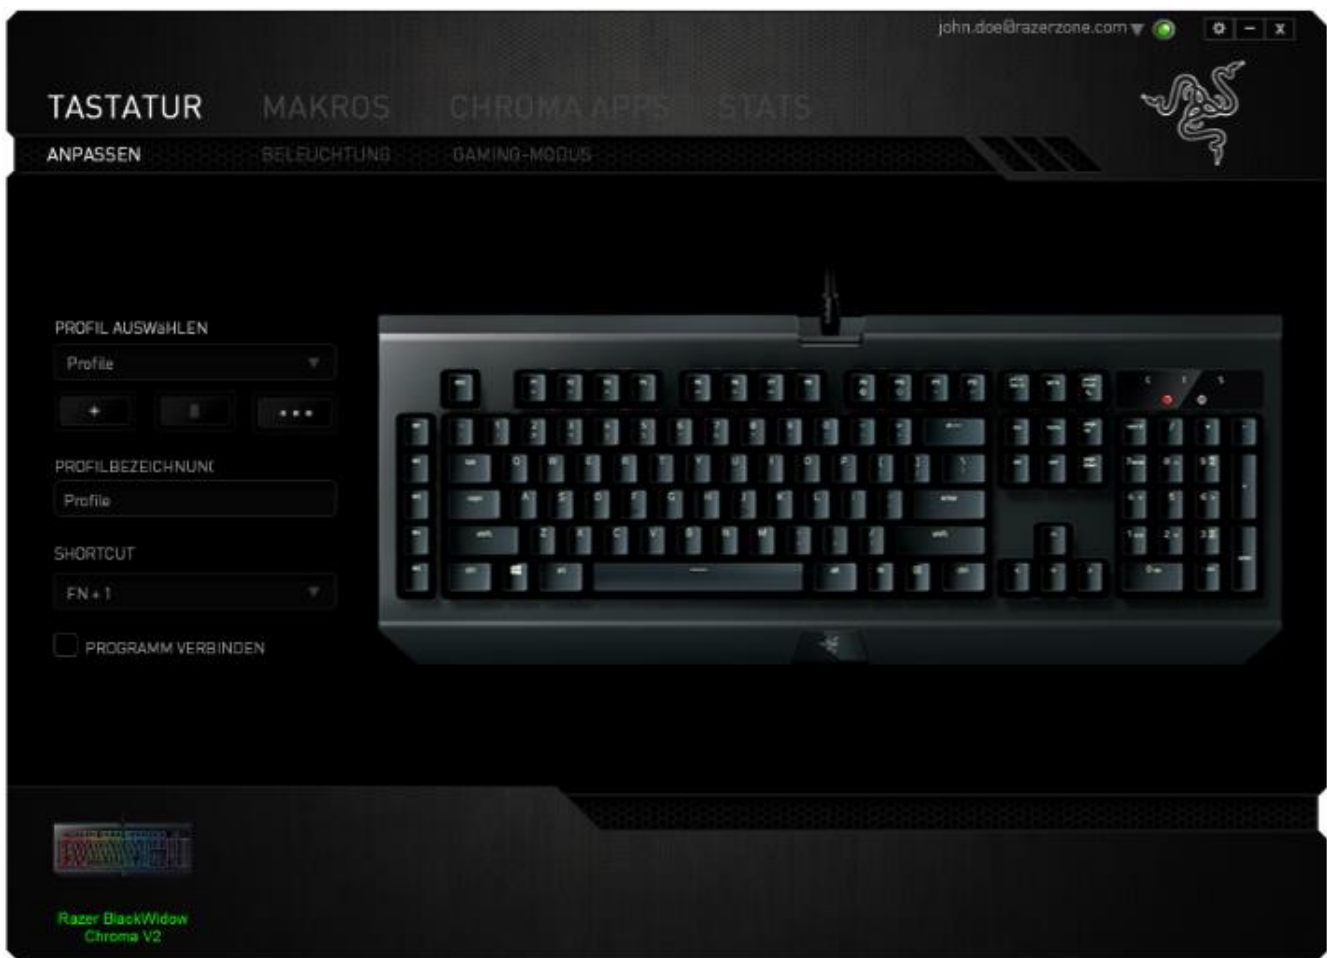 john.doe@razerzone.com
TASTATUR MAKROS CHROMA APPS STATS
ANPASSEN BELEUCHTUNG GAMING-MODUS
PROFIL AUSWäHLEN
Profile
PROFILBEZEICHNUN
Profile
SHORTCUT
FN + 1
PROGRAMM VERBINDEN
Razer BlackWidow
Chroma V2